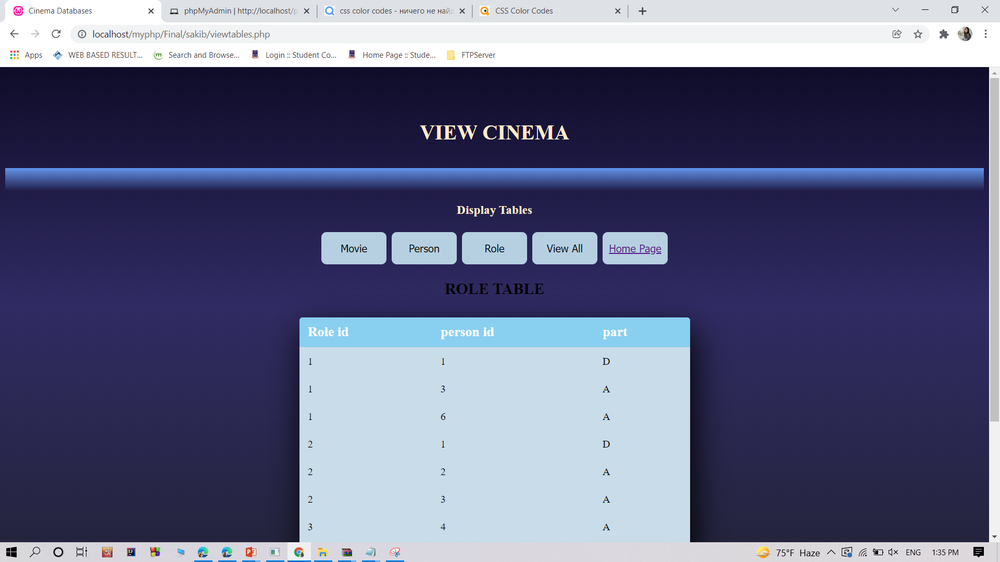 Cinema Databases
phpMyAdmin | http://localhost/p
css color codes - ничего не найд
CSS Color Codes
localhost/myphp/Final/sakib/viewtables.php
Apps
WEB BASED RESULT...
Search and Browse...
Login :: Student Co...
Home Page :: Stude...
FTPServer
VIEW CINEMA
Display Tables
Movie Person Role View All Home Page
ROLE TABLE
Role id person id part
1 1 D
1 3 A
1 6 A
2 1 D
2 2 A
2 3 A
3 4 A
75°F Haze ENG 1:35 PM